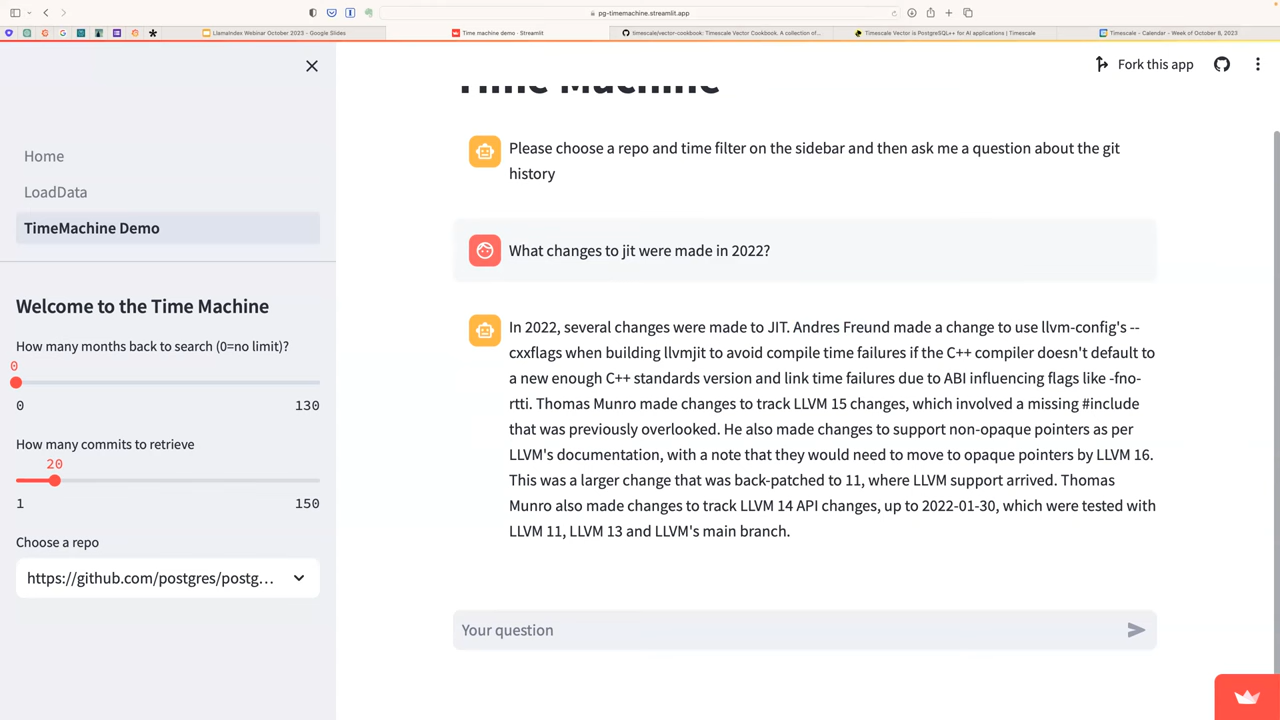 pg-timemachine.streamlit.app
LlamaIndex Webinar October 2023 - Google Slides
Time machine demo · Streamlit
timescale/vector-cookbook: Timescale Vector Cookbook. A collection of...
Timescale Vector is PostgreSQL++ for AI applications | Timescale
Timescale - Calendar - Week of October 8, 2023
Fork this app
Home
LoadData
TimeMachine Demo
Welcome to the Time Machine
How many months back to search (0=no limit)?
0
0 130
How many commits to retrieve
20
1 150
Choose a repo
https://github.com/postgres/postg...
Time Machine
Please choose a repo and time filter on the sidebar and then ask me a question about the git
history
What changes to jit were made in 2022?
In 2022, several changes were made to JIT. Andres Freund made a change to use llvm-config's --
cxxflags when building llvmjit to avoid compile time failures if the C++ compiler doesn't default to
a new enough C++ standards version and link time failures due to ABI influencing flags like -fno-
rtti. Thomas Munro made changes to track LLVM 15 changes, which involved a missing #include
that was previously overlooked. He also made changes to support non-opaque pointers as per
LLVM's documentation, with a note that they would need to move to opaque pointers by LLVM 16.
This was a larger change that was back-patched to 11, where LLVM support arrived. Thomas
Munro also made changes to track LLVM 14 API changes, up to 2022-01-30, which were tested with
LLVM 11, LLVM 13 and LLVM's main branch.
Your question